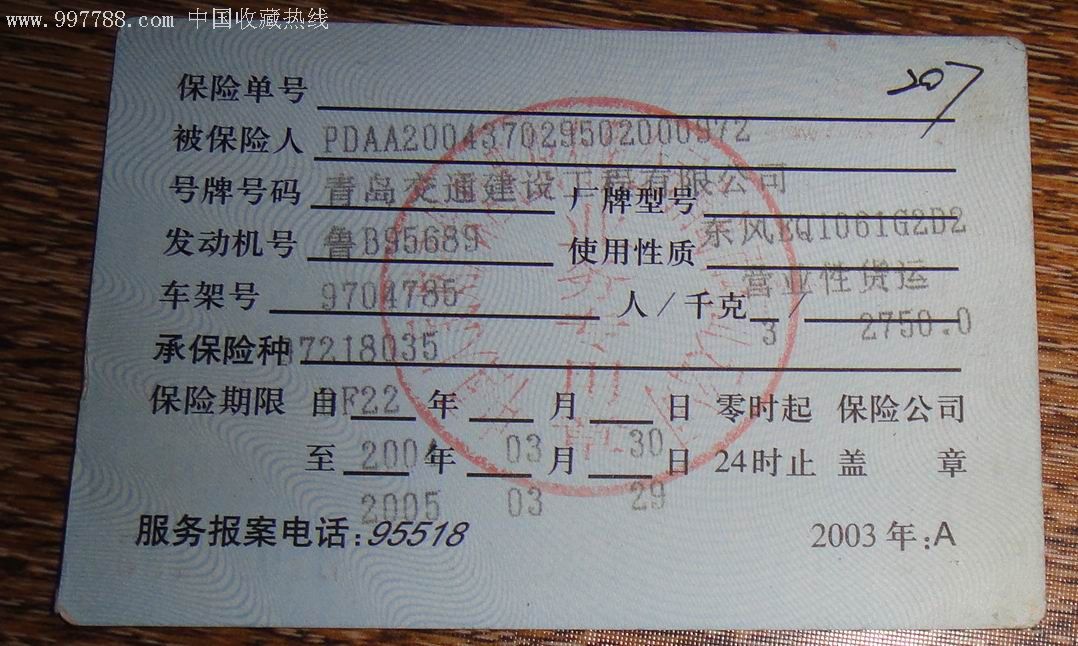 www.997788.com 中国收藏热线
207
保险单号
被保险人 PDAA200437029502000972
号牌号码 青岛交通建设工程有限公司 厂牌型号
发动机号 鲁B95689 使用性质 东风EQ1061G2D2
车架号 9704785 人/千克 / 营业性货运
3 2750.0
承保险种 37218035
保险期限 自 DF22 年 月 日 零时起 保险公司
至 2004 年 03 月 30 日 24时止 盖 章
2005 03 29
服务报案电话:95518 2003年:A